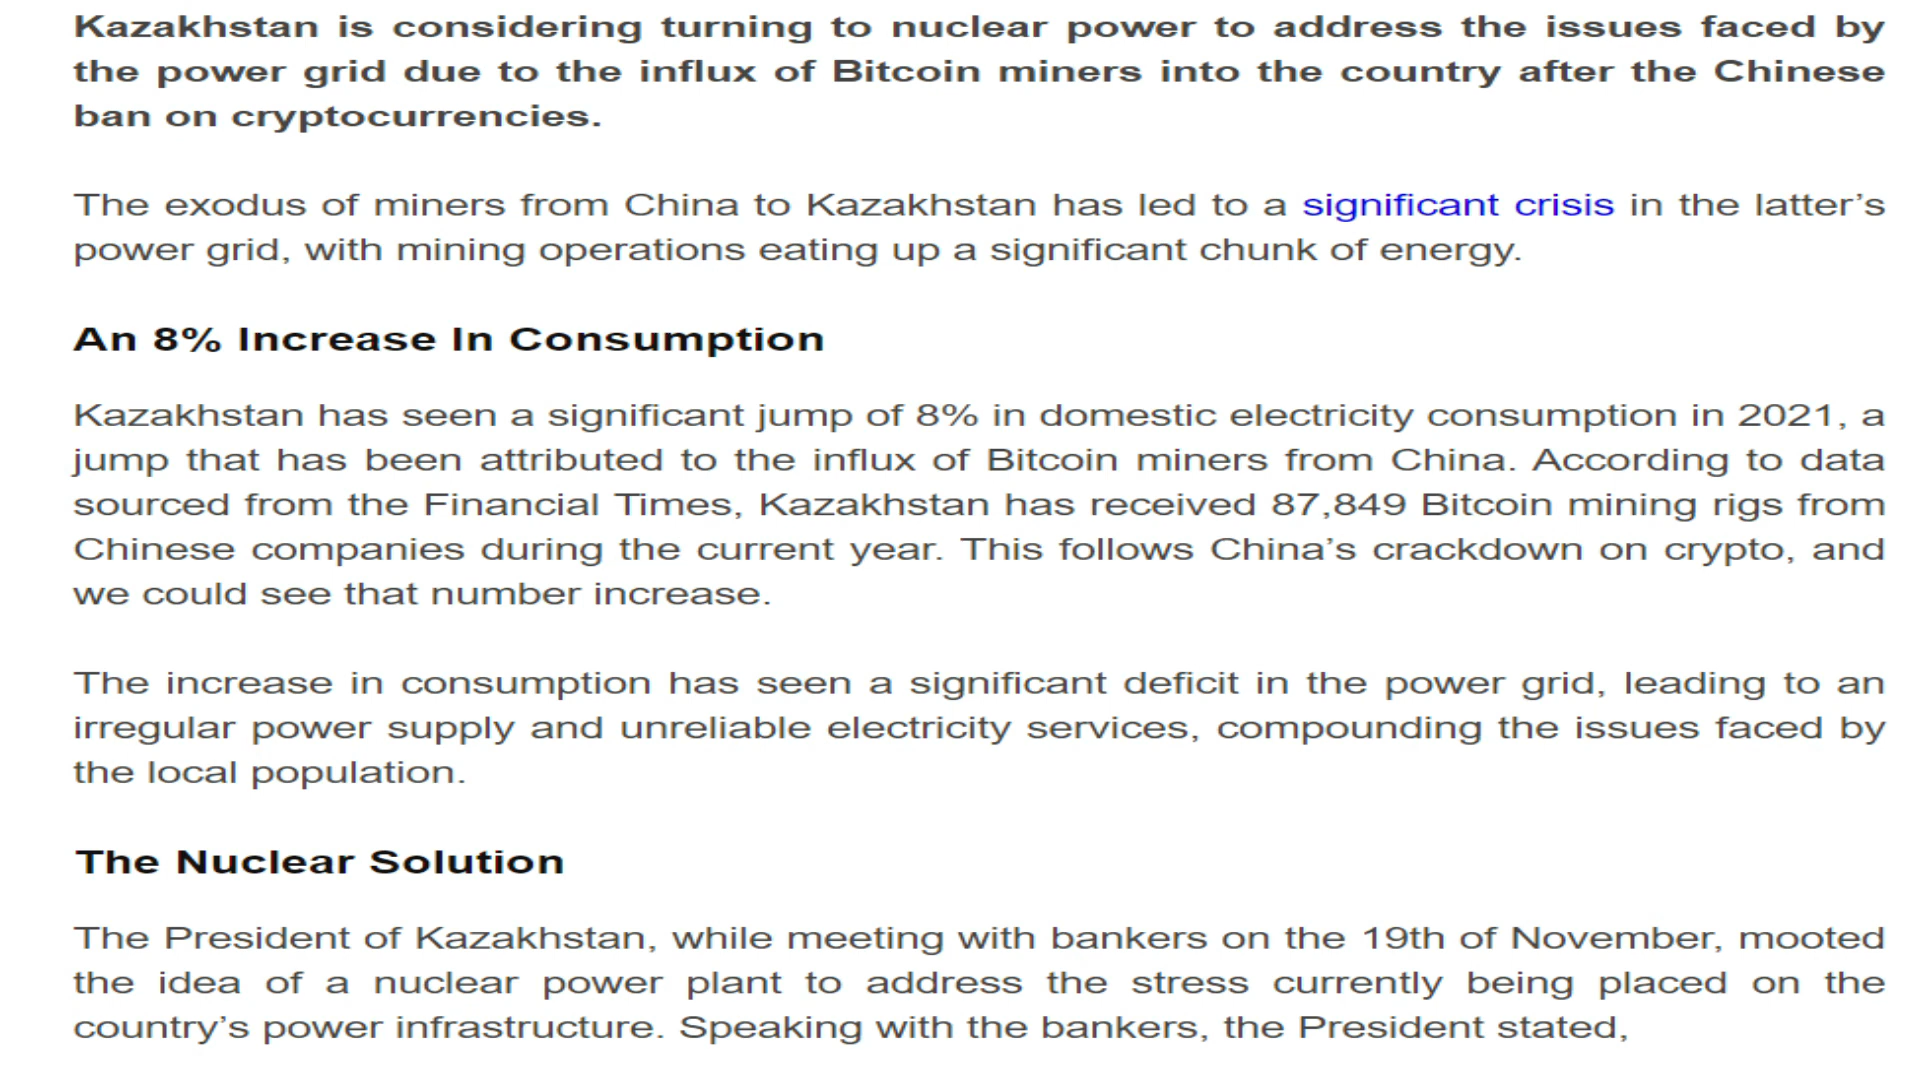 Kazakhstan is considering turning to nuclear power to address the issues faced by
the power grid due to the influx of Bitcoin miners into the country after the Chinese
ban on cryptocurrencies.
The exodus of miners from China to Kazakhstan has led to a significant crisis in the latter’s
power grid, with mining operations eating up a significant chunk of energy.
An 8% Increase In Consumption
Kazakhstan has seen a significant jump of 8% in domestic electricity consumption in 2021, a
jump that has been attributed to the influx of Bitcoin miners from China. According to data
sourced from the Financial Times, Kazakhstan has received 87,849 Bitcoin mining rigs from
Chinese companies during the current year. This follows China’s crackdown on crypto, and
we could see that number increase.
The increase in consumption has seen a significant deficit in the power grid, leading to an
irregular power supply and unreliable electricity services, compounding the issues faced by
the local population.
The Nuclear Solution
The President of Kazakhstan, while meeting with bankers on the 19th of November, mooted
the idea of a nuclear power plant to address the stress currently being placed on the
country’s power infrastructure. Speaking with the bankers, the President stated,